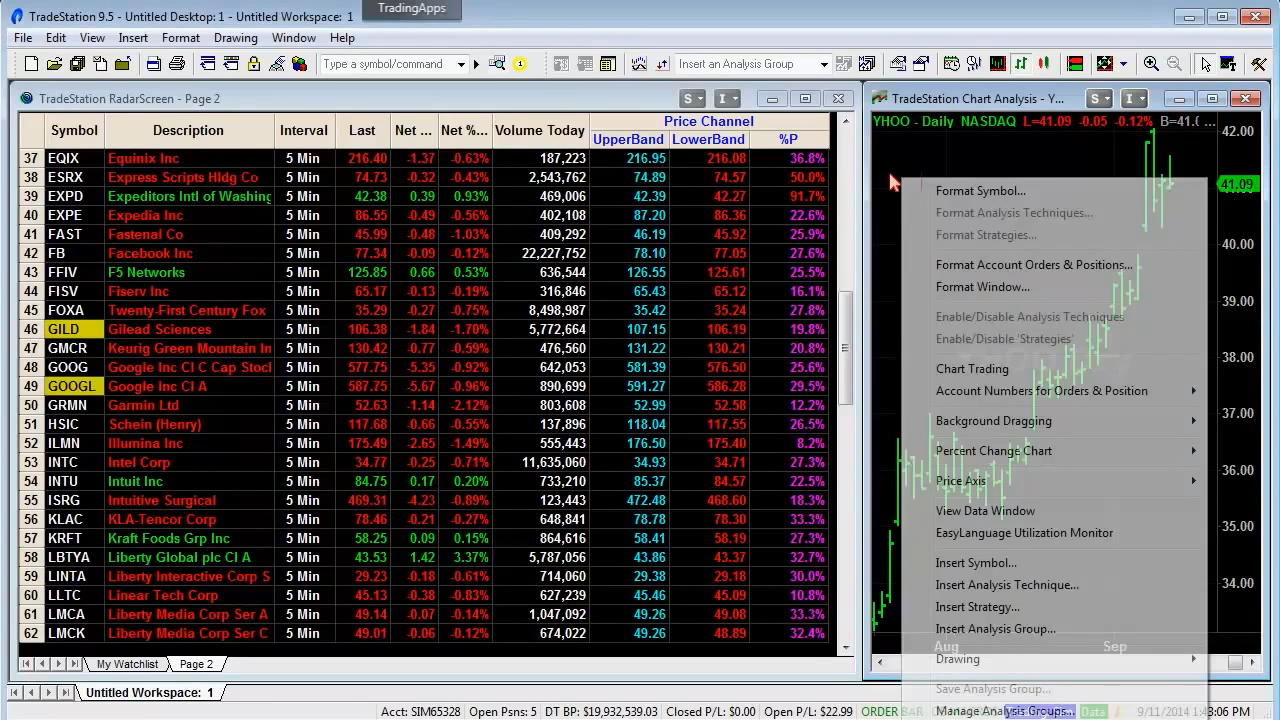 TradeStation 9.5 - Untitled Desktop: 1 - Untitled Workspace: 1
TradingApps
File Edit View Insert Format Drawing Window Help
Type a symbol/command
Insert an Analysis Group
TradeStation RadarScreen - Page 2
S I
Symbol Description Interval Last Net ... Net %... Volume Today Price Channel
UpperBand LowerBand %P
37 EQIX Equinix Inc 5 Min 216.40 -1.37 -0.63% 187,223 216.95 216.08 36.8%
38 ESRX Express Scripts Hldg Co 5 Min 74.73 -0.32 -0.43% 2,543,762 74.89 74.57 50.0%
39 EXPD Expeditors Intl of Washing 5 Min 42.38 0.39 0.93% 469,006 42.39 42.27 91.7%
40 EXPE Expedia Inc 5 Min 86.55 -0.49 -0.56% 402,108 87.20 86.36 22.6%
41 FAST Fastenal Co 5 Min 45.99 -0.48 -1.03% 409,292 46.19 45.92 25.9%
42 FB Facebook Inc 5 Min 77.34 -0.09 -0.12% 22,227,752 78.10 77.05 27.6%
43 FFIV F5 Networks 5 Min 125.85 0.66 0.53% 636,544 126.55 125.61 25.5%
44 FISV Fiserv Inc 5 Min 65.17 -0.13 -0.19% 316,846 65.43 65.12 16.1%
45 FOXA Twenty-First Century Fox 5 Min 35.29 -0.27 -0.75% 8,498,987 35.42 35.24 27.8%
46 GILD Gilead Sciences 5 Min 106.38 -1.84 -1.70% 5,772,664 107.15 106.19 19.8%
47 GMCR Keurig Green Mountain In 5 Min 130.42 -0.77 -0.59% 476,560 131.22 130.21 20.8%
48 GOOG Google Inc Cl C Cap Stocl 5 Min 577.75 -5.35 -0.92% 642,053 581.39 576.50 25.6%
49 GOOGL Google Inc Cl A 5 Min 587.75 -5.67 -0.96% 890,699 591.27 586.28 29.5%
50 GRMN Garmin Ltd 5 Min 52.63 -1.14 -2.12% 803,608 52.99 52.58 12.2%
51 HSIC Schein (Henry) 5 Min 117.68 -0.66 -0.55% 137,896 118.04 117.55 26.5%
52 ILMN Illumina Inc 5 Min 175.49 -2.65 -1.49% 555,443 176.50 175.40 8.2%
53 INTC Intel Corp 5 Min 34.77 -0.25 -0.71% 11,635,060 34.93 34.71 27.3%
54 INTU Intuit Inc 5 Min 84.75 0.17 0.20% 733,210 85.37 84.57 22.5%
55 ISRG Intuitive Surgical 5 Min 469.31 -4.23 -0.89% 123,443 472.48 468.60 18.3%
56 KLAC KLA-Tencor Corp 5 Min 78.46 -0.21 -0.27% 648,841 78.78 78.30 33.3%
57 KRFT Kraft Foods Grp Inc 5 Min 58.25 0.09 0.15% 864,616 58.41 58.19 27.3%
58 LBTYA Liberty Global plc Cl A 5 Min 43.53 1.42 3.37% 5,787,056 43.86 43.37 32.7%
59 LINTA Liberty Interactive Corp S 5 Min 29.23 -0.18 -0.61% 714,060 29.38 29.18 30.0%
60 LLTC Linear Tech Corp 5 Min 45.13 -0.38 -0.83% 627,239 45.46 45.09 10.8%
61 LMCA Liberty Media Corp Ser A 5 Min 49.14 -0.07 -0.14% 1,047,092 49.26 49.08 33.3%
62 LMCK Liberty Media Corp Ser C 5 Min 49.01 -0.06 -0.12% 674,022 49.26 48.89 32.4%
My Watchlist Page 2
TradeStation Chart Analysis - Y...
S I
YHOO - Daily NASDAQ L=41.09 -0.05 -0.12% B=41.0 ...
42.00
41.09
40.00
39.00
38.00
37.00
36.00
35.00
34.00
Format Symbol...
Format Analysis Techniques...
Format Strategies...
Format Account Orders & Positions...
Format Window...
Enable/Disable Analysis Techniques
Enable/Disable 'Strategies'
Chart Trading
Account Numbers for Orders & Position
Background Dragging
Percent Change Chart
Price Axis
View Data Window
EasyLanguage Utilization Monitor
Insert Symbol...
Insert Analysis Technique...
Insert Strategy...
Insert Analysis Group...
Aug Sep
Drawing
Save Analysis Group...
Manage Analysis Groups...
Untitled Workspace: 1
Acct: SIM65328 Open Psns: 5 DT BP: $19,932,539.03 Closed P/L: $0.00 Open P/L: $22.99 ORDER BAR Data 9/11/2014 1:43:06 PM